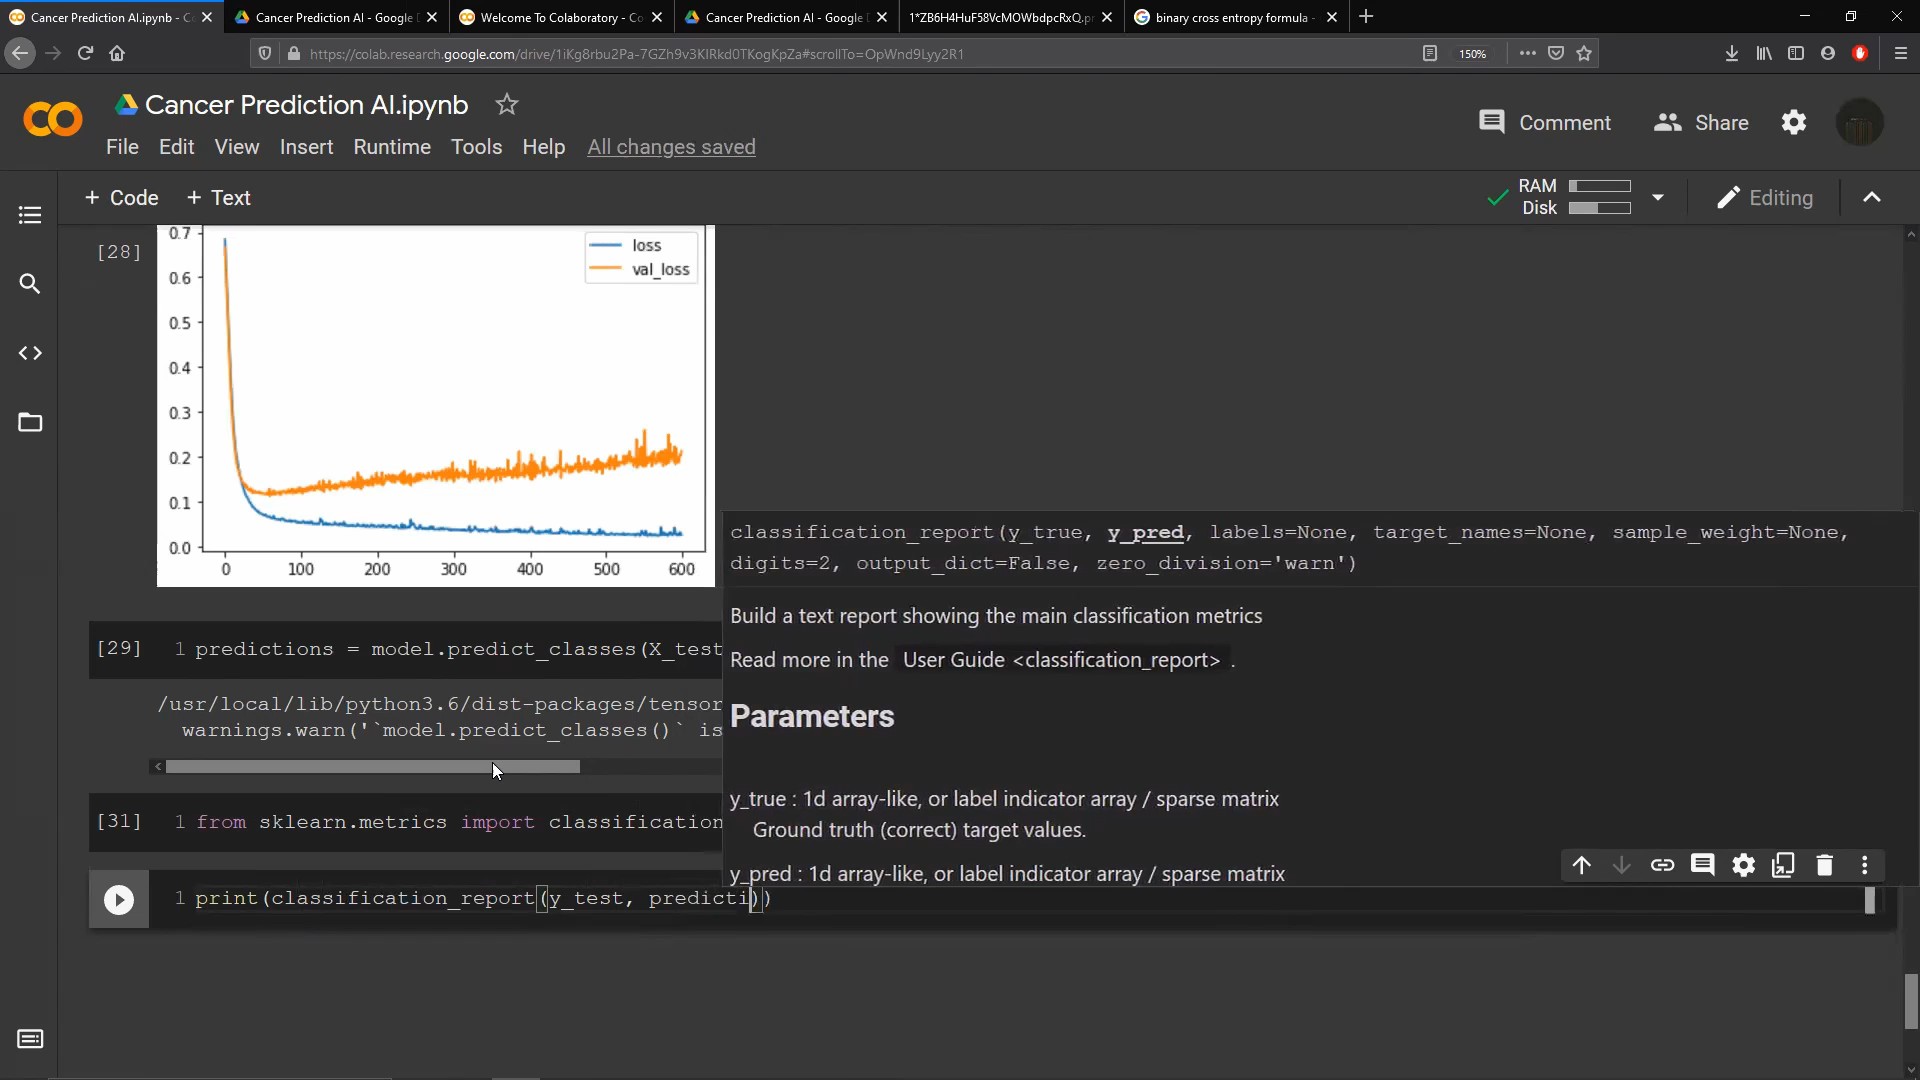 Cancer Prediction AI.ipynb - Co
Cancer Prediction AI - Google D
Welcome To Colaboratory - Co
Cancer Prediction AI - Google D
1*ZB6H4HuF58VcMOWbdpcRxQ.pn
binary cross entropy formula -
https://colab.research.google.com/drive/1iKg8rbu2Pa-7GZh9v3KIRkd0TKogKpZa#scrollTo=OpWnd9Lyy2R1
150%
Cancer Prediction AI.ipynb
Comment
Share
File Edit View Insert Runtime Tools Help All changes saved
+ Code + Text
RAM
Disk
Editing
[28]
0.7
0.6
0.5
0.4
0.3
0.2
0.1
0.0
loss
val_loss
0 100 200 300 400 500 600
classification_report(y_true, y_pred, labels=None, target_names=None, sample_weight=None,
digits=2, output_dict=False, zero_division='warn')
Build a text report showing the main classification metrics
Read more in the User Guide <classification_report> .
Parameters
y_true : 1d array-like, or label indicator array / sparse matrix
Ground truth (correct) target values.
y_pred : 1d array-like, or label indicator array / sparse matrix
[29] 1 predictions = model.predict_classes(X_test
/usr/local/lib/python3.6/dist-packages/tensor
warnings.warn('`model.predict_classes()` is
[31] 1 from sklearn.metrics import classification
1 print(classification_report(y_test, predicti))